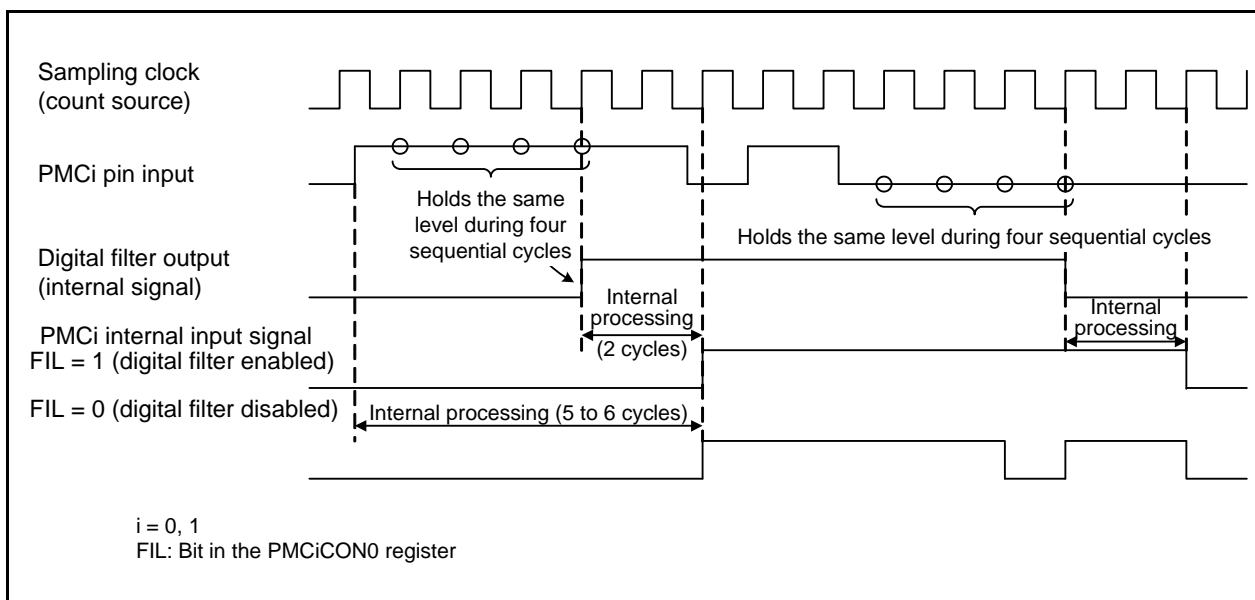 Sampling clock
(count source)
PMCi pin input
Holds the same
level during four
sequential cycles
Holds the same level during four sequential cycles
Digital filter output
(internal signal)
Internal
processing
(2 cycles)
Internal
processing
PMCi internal input signal
FIL = 1 (digital filter enabled)
FIL = 0 (digital filter disabled)
Internal processing (5 to 6 cycles)
i = 0, 1
FIL: Bit in the PMCiCON0 register